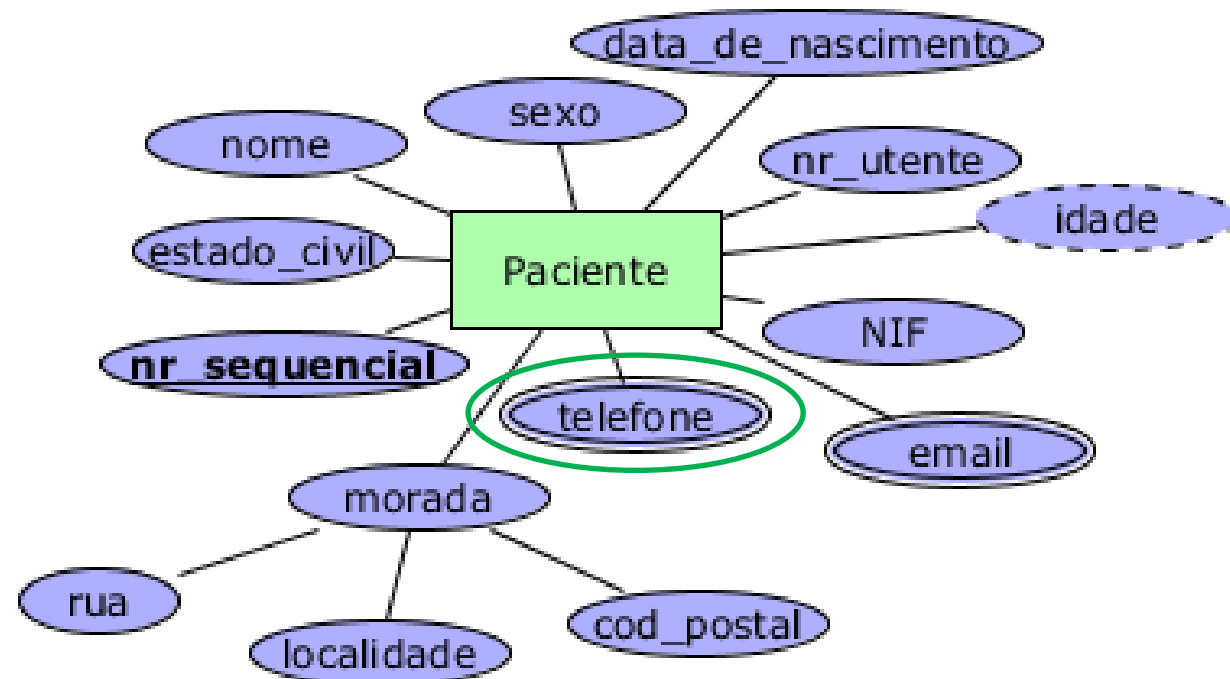 data_de_nascimento
sexo
nome
nr_utente
idade
estado_civil
Paciente
NIF
nr_sequencial
telefone
email
morada
rua
cod_postal
localidade